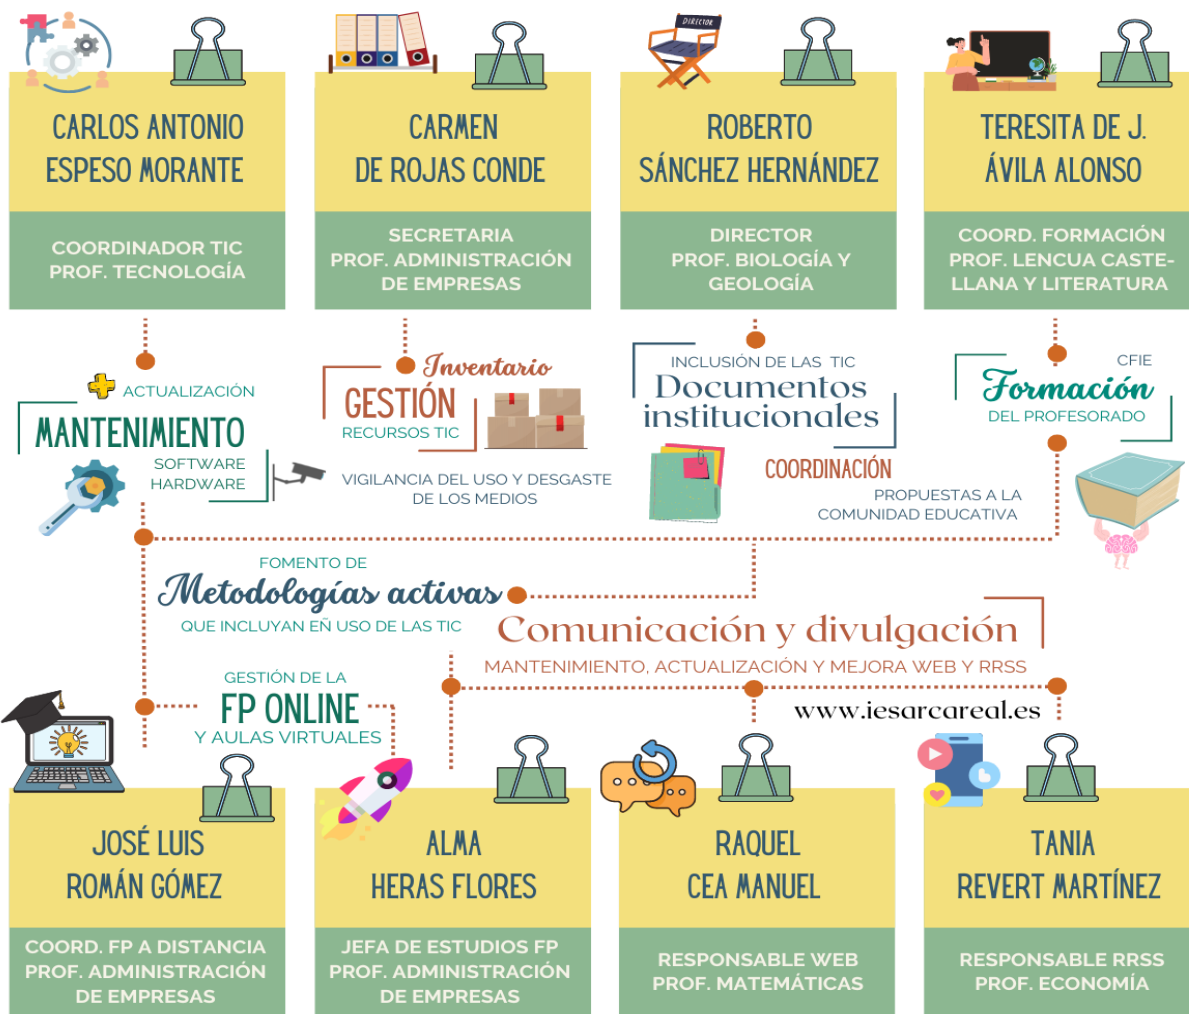 DIRECTOR
CARLOS ANTONIO
ESPESO MORANTE
COORDINADOR TIC
PROF. TECNOLOGÍA
CARMEN
DE ROJAS CONDE
SECRETARIA
PROF. ADMINISTRACIÓN
DE EMPRESAS
ROBERTO
SÁNCHEZ HERNÁNDEZ
DIRECTOR
PROF. BIOLOGÍA Y
GEOLOGÍA
TERESITA DE J.
ÁVILA ALONSO
COORD. FORMACIÓN
PROF. LENCUA CASTE-
LLANA Y LITERATURA
ACTUALIZACIÓN
MANTENIMIENTO
SOFTWARE
HARDWARE
Inventario
GESTIÓN
RECURSOS TIC
VIGILANCIA DEL USO Y DESGASTE
DE LOS MEDIOS
INCLUSIÓN DE LAS TIC
Documentos
institucionales
COORDINACIÓN
PROPUESTAS A LA
COMUNIDAD EDUCATIVA
CFIE
Formación
DEL PROFESORADO
FOMENTO DE
Metodologías activas
QUE INCLUYAN EÑ USO DE LAS TIC
Comunicación y divulgación
MANTENIMIENTO, ACTUALIZACIÓN Y MEJORA WEB Y RRSS
www.iesarcareal.es
GESTIÓN DE LA
FP ONLINE
Y AULAS VIRTUALES
JOSÉ LUIS
ROMÁN GÓMEZ
COORD. FP A DISTANCIA
PROF. ADMINISTRACIÓN
DE EMPRESAS
ALMA
HERAS FLORES
JEFA DE ESTUDIOS FP
PROF. ADMINISTRACIÓN
DE EMPRESAS
RAQUEL
CEA MANUEL
RESPONSABLE WEB
PROF. MATEMÁTICAS
TANIA
REVERT MARTÍNEZ
RESPONSABLE RRSS
PROF. ECONOMÍA